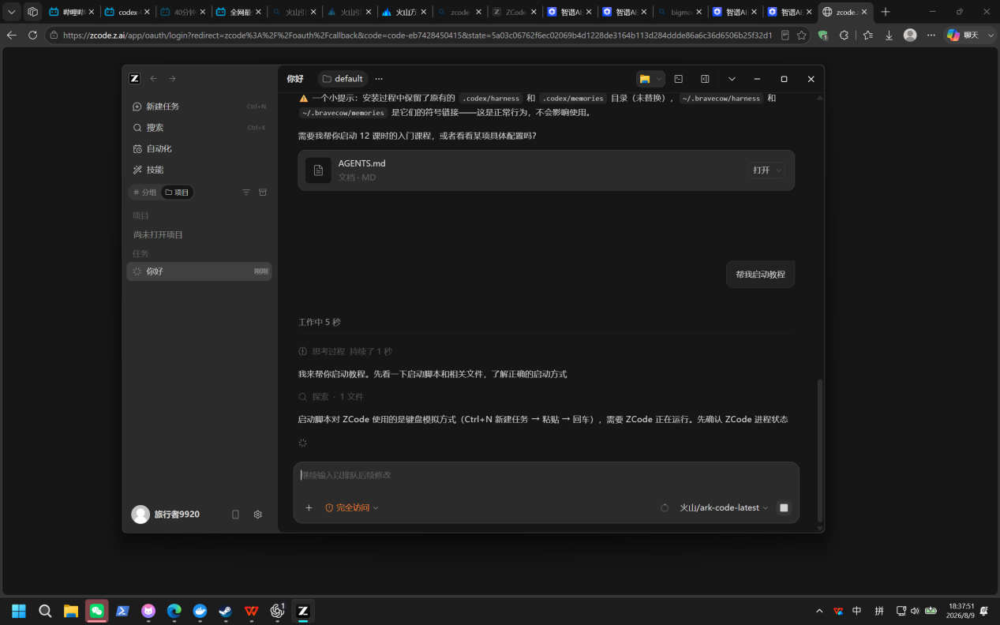 哔哩哔
codex-
40分钟
全网最
火山引
火山引
火山方
zcode
ZCode
智谱AI
智谱AI
bigmo
智谱AI
智谱AI
zcode.
https://zcode.z.ai/app/oauth/login?redirect=zcode%3A%2F%2Foauth%2Fcallback&code=code-eb7428450415&state=5a03c06762f6ec02069b4d1228de3164b113d284ddde86a6c36d6506b25f32d1
聊天
新建任务 Ctrl+N
搜索 Ctrl+K
自动化
技能
# 分组 项目
项目
尚未打开项目
任务
你好 刚刚
旅行者9920
你好 default ···
一个小提示：安装过程中保留了原有的 .codex/harness 和 .codex/memories 目录（未替换），~/.bravecow/harness 和
~/.bravecow/memories 是它们的符号链接——这是正常行为，不会影响使用。
需要我帮你启动 12 课时的入门课程，或者看看某项具体配置吗？
AGENTS.md
文档 · MD
打开
帮我启动教程
工作中 5 秒
思考过程 持续了 1 秒
我来帮你启动教程。先看一下启动脚本和相关文件，了解正确的启动方式
探索 · 1 文件
启动脚本对 ZCode 使用的是键盘模拟方式（Ctrl+N 新建任务 → 粘贴 → 回车），需要 ZCode 正在运行。先确认 ZCode 进程状态
继续输入以排队后续修改
+ 完全访问 火山/ark-code-latest
中 拼
18:37:51
2026/8/9